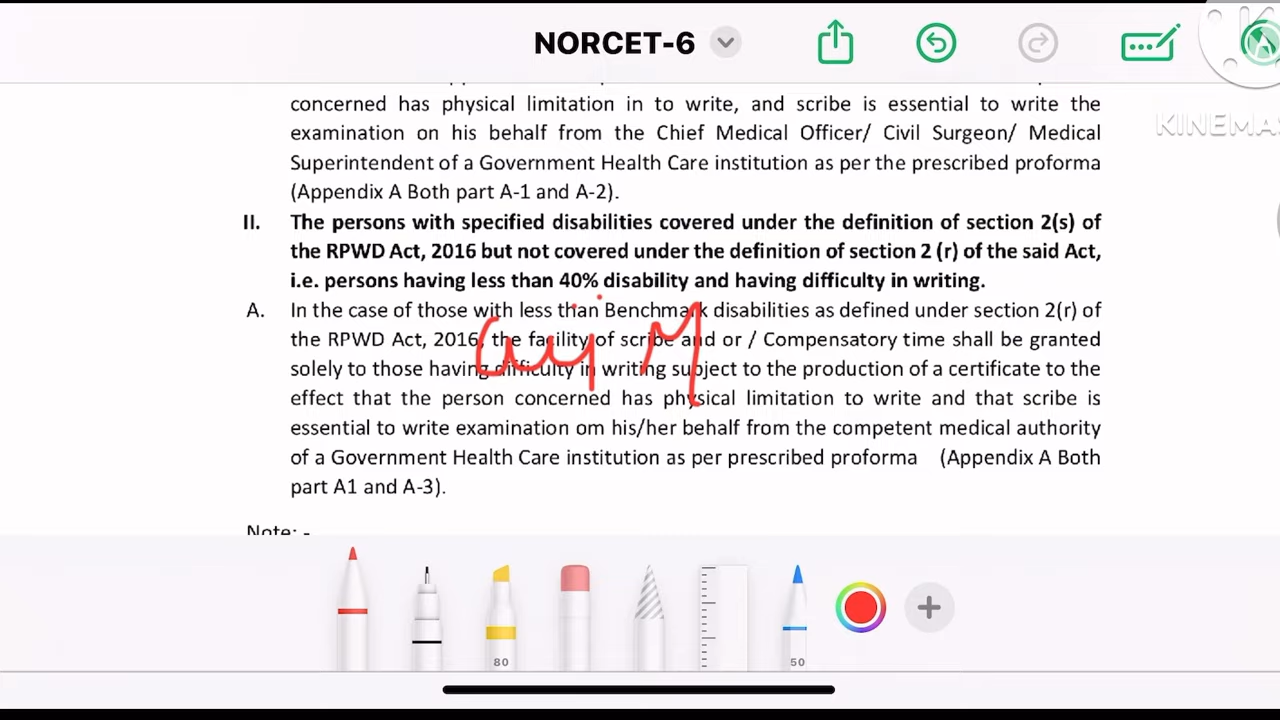 NORCET-6
KINEMA
concerned has physical limitation in to write, and scribe is essential to write the
examination on his behalf from the Chief Medical Officer/ Civil Surgeon/ Medical
Superintendent of a Government Health Care institution as per the prescribed proforma
(Appendix A Both part A-1 and A-2).
II. The persons with specified disabilities covered under the definition of section 2(s) of
the RPWD Act, 2016 but not covered under the definition of section 2 (r) of the said Act,
i.e. persons having less than 40% disability and having difficulty in writing.
A. In the case of those with less than Benchmark disabilities as defined under section 2(r) of
the RPWD Act, 2016, the facility of scribe and or / Compensatory time shall be granted
solely to those having difficulty in writing subject to the production of a certificate to the
effect that the person concerned has physical limitation to write and that scribe is
essential to write examination om his/her behalf from the competent medical authority
of a Government Health Care institution as per prescribed proforma (Appendix A Both
part A1 and A-3).
Note: -
80
50